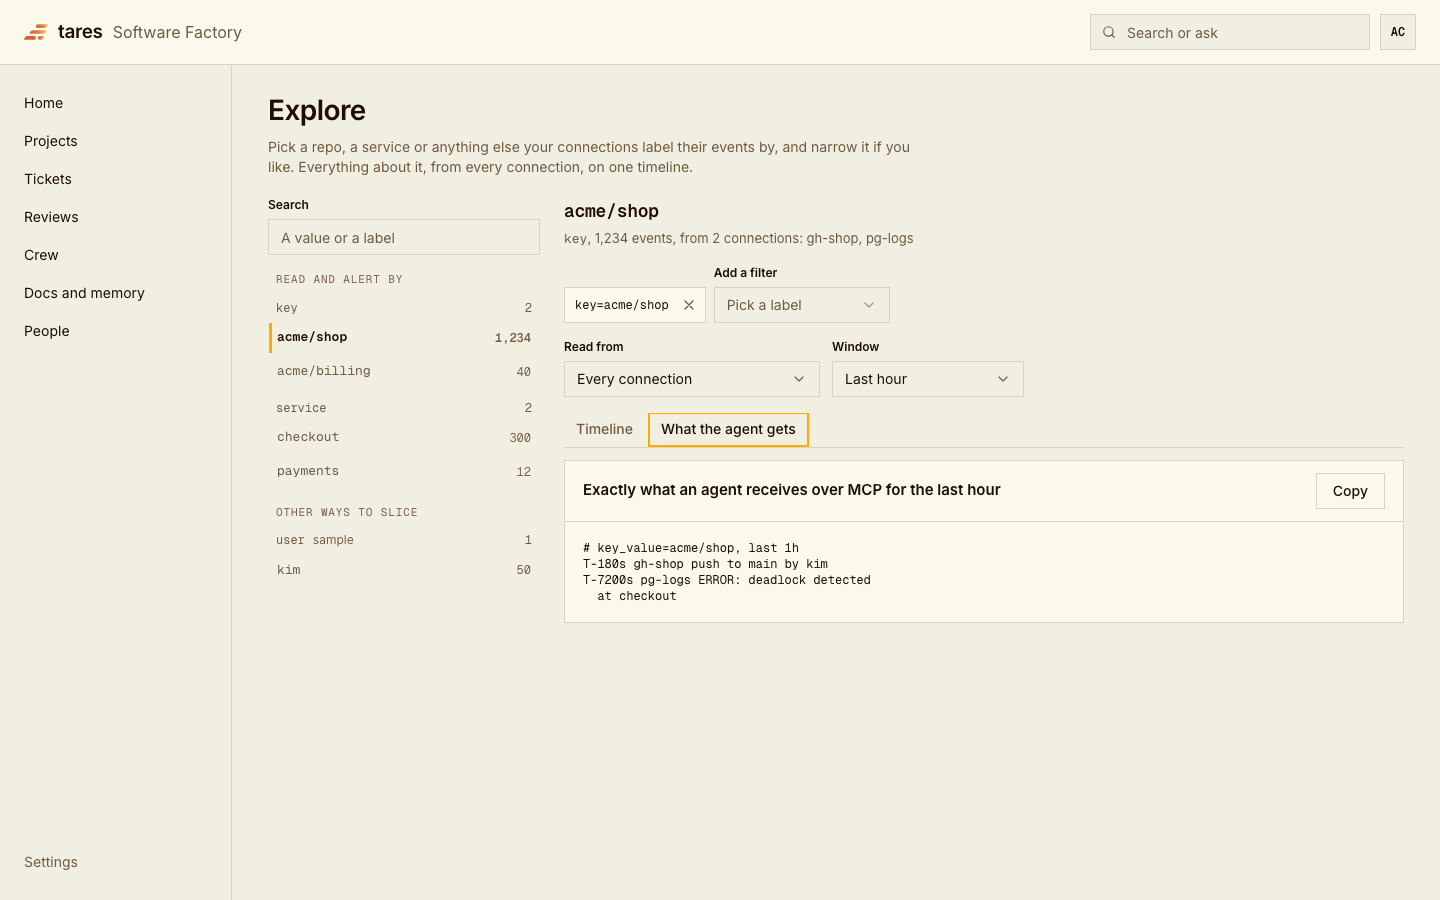 tares Software Factory
Search or ask
AC
Home
Projects
Tickets
Reviews
Crew
Docs and memory
People
Settings
Explore
Pick a repo, a service or anything else your connections label their events by, and narrow it if you
like. Everything about it, from every connection, on one timeline.
Search
A value or a label
READ AND ALERT BY
key 2
acme/shop 1,234
acme/billing 40
service 2
checkout 300
payments 12
OTHER WAYS TO SLICE
user sample 1
kim 50
acme/shop
key, 1,234 events, from 2 connections: gh-shop, pg-logs
Add a filter
key=acme/shop
Pick a label
Read from
Window
Every connection
Last hour
Timeline
What the agent gets
Exactly what an agent receives over MCP for the last hour
Copy
# key_value=acme/shop, last 1h
T-180s gh-shop push to main by kim
T-7200s pg-logs ERROR: deadlock detected
at checkout